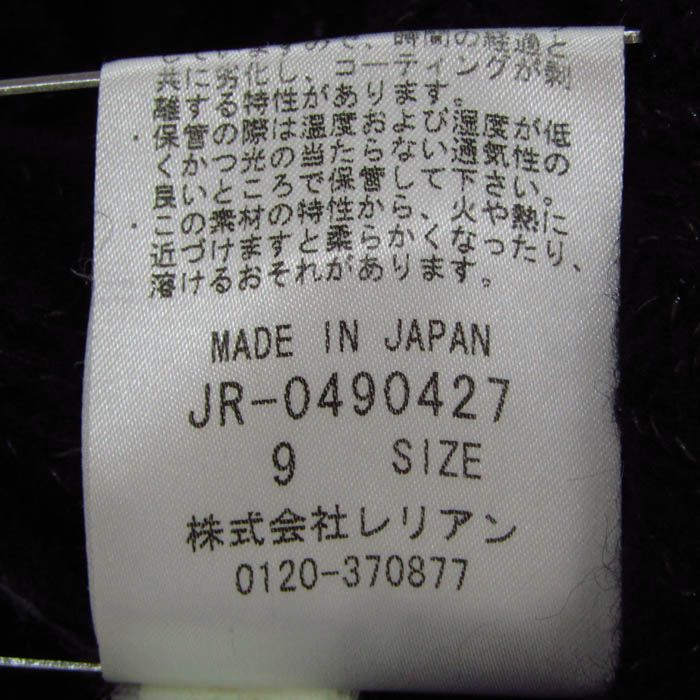 の経過と
共に劣化し、コーティングが剥
離する特性があります。
保管の際は温度および湿度が低
くかつ光の当たらない通気性の
良いところで保管して下さい。
この素材の特性から火や熱に
近づけますと柔らかくなったり、
溶けるおそれがあります。
MADE IN JAPAN
JR-0490427
9 SIZE
株式会社レリアン
0120-370877